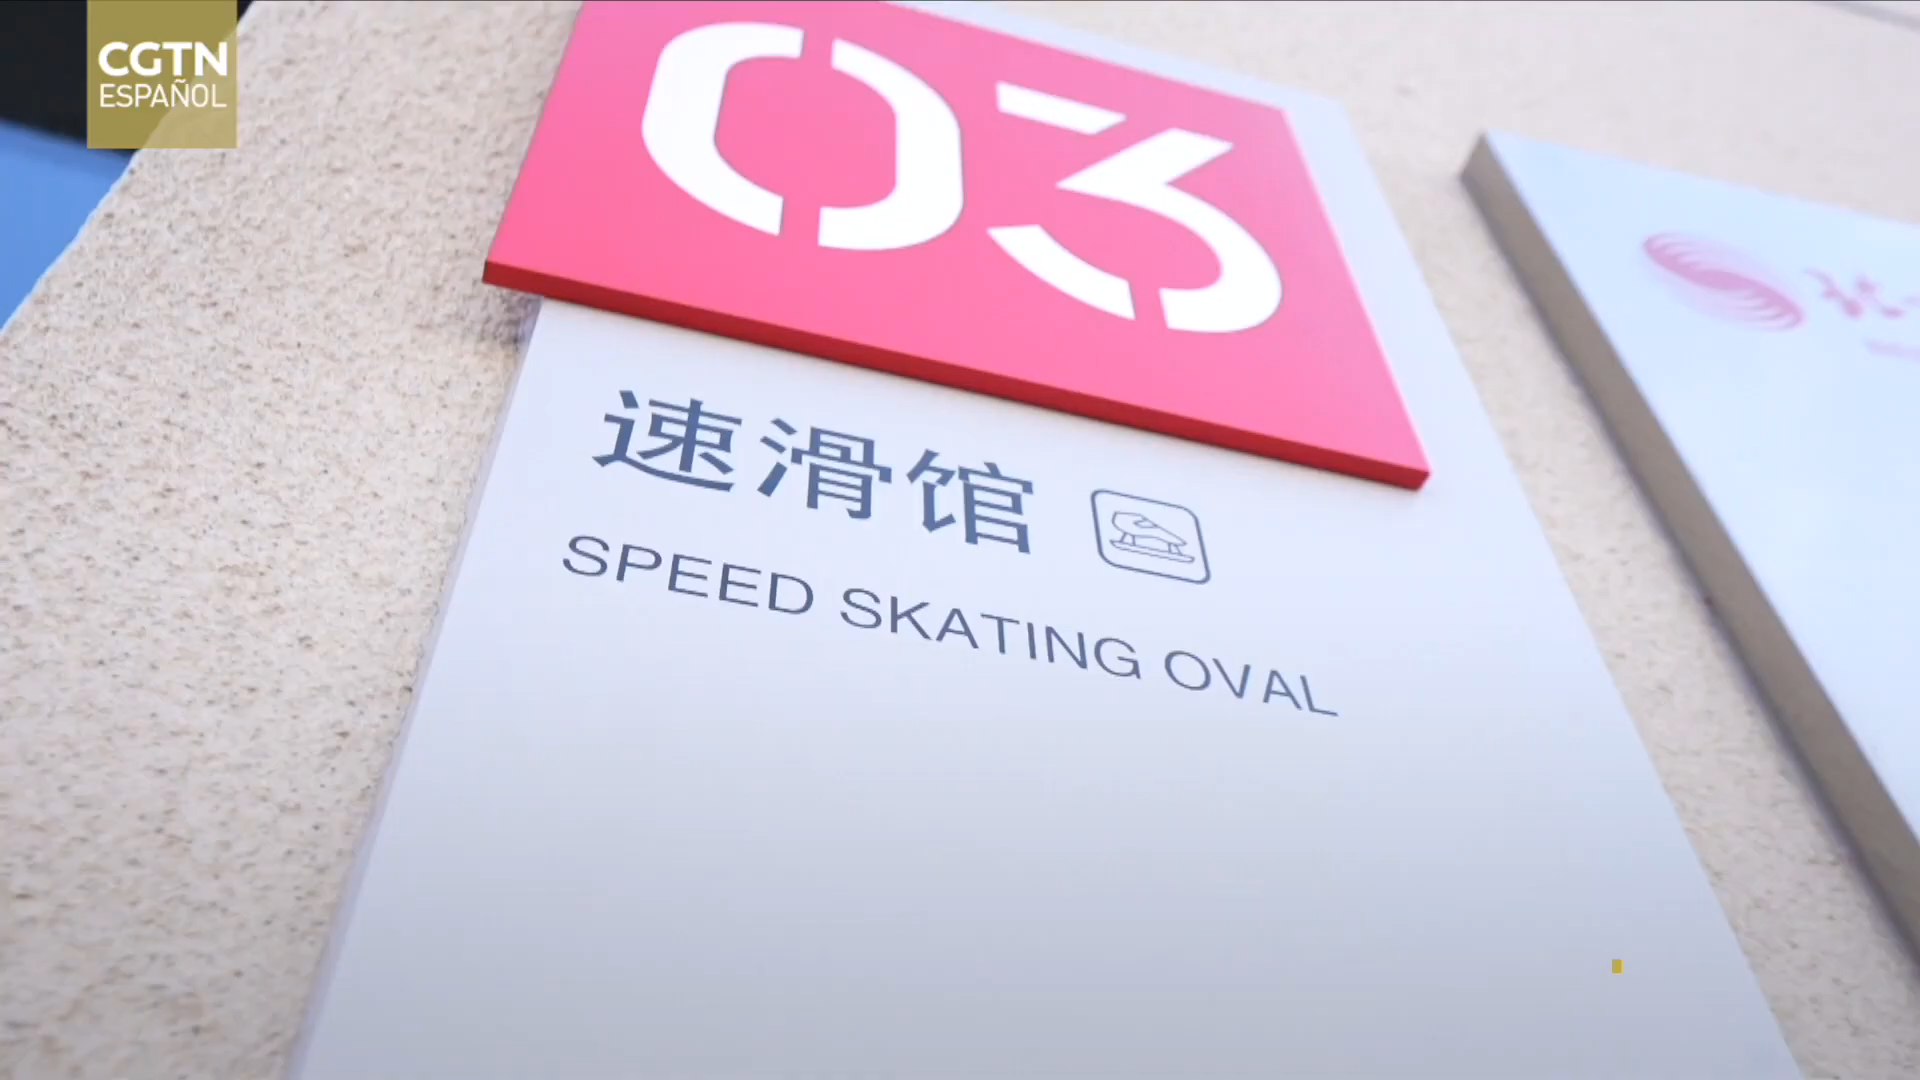 CGTN
ESPAÑOL
03
速滑馆
SPEED SKATING OVAL